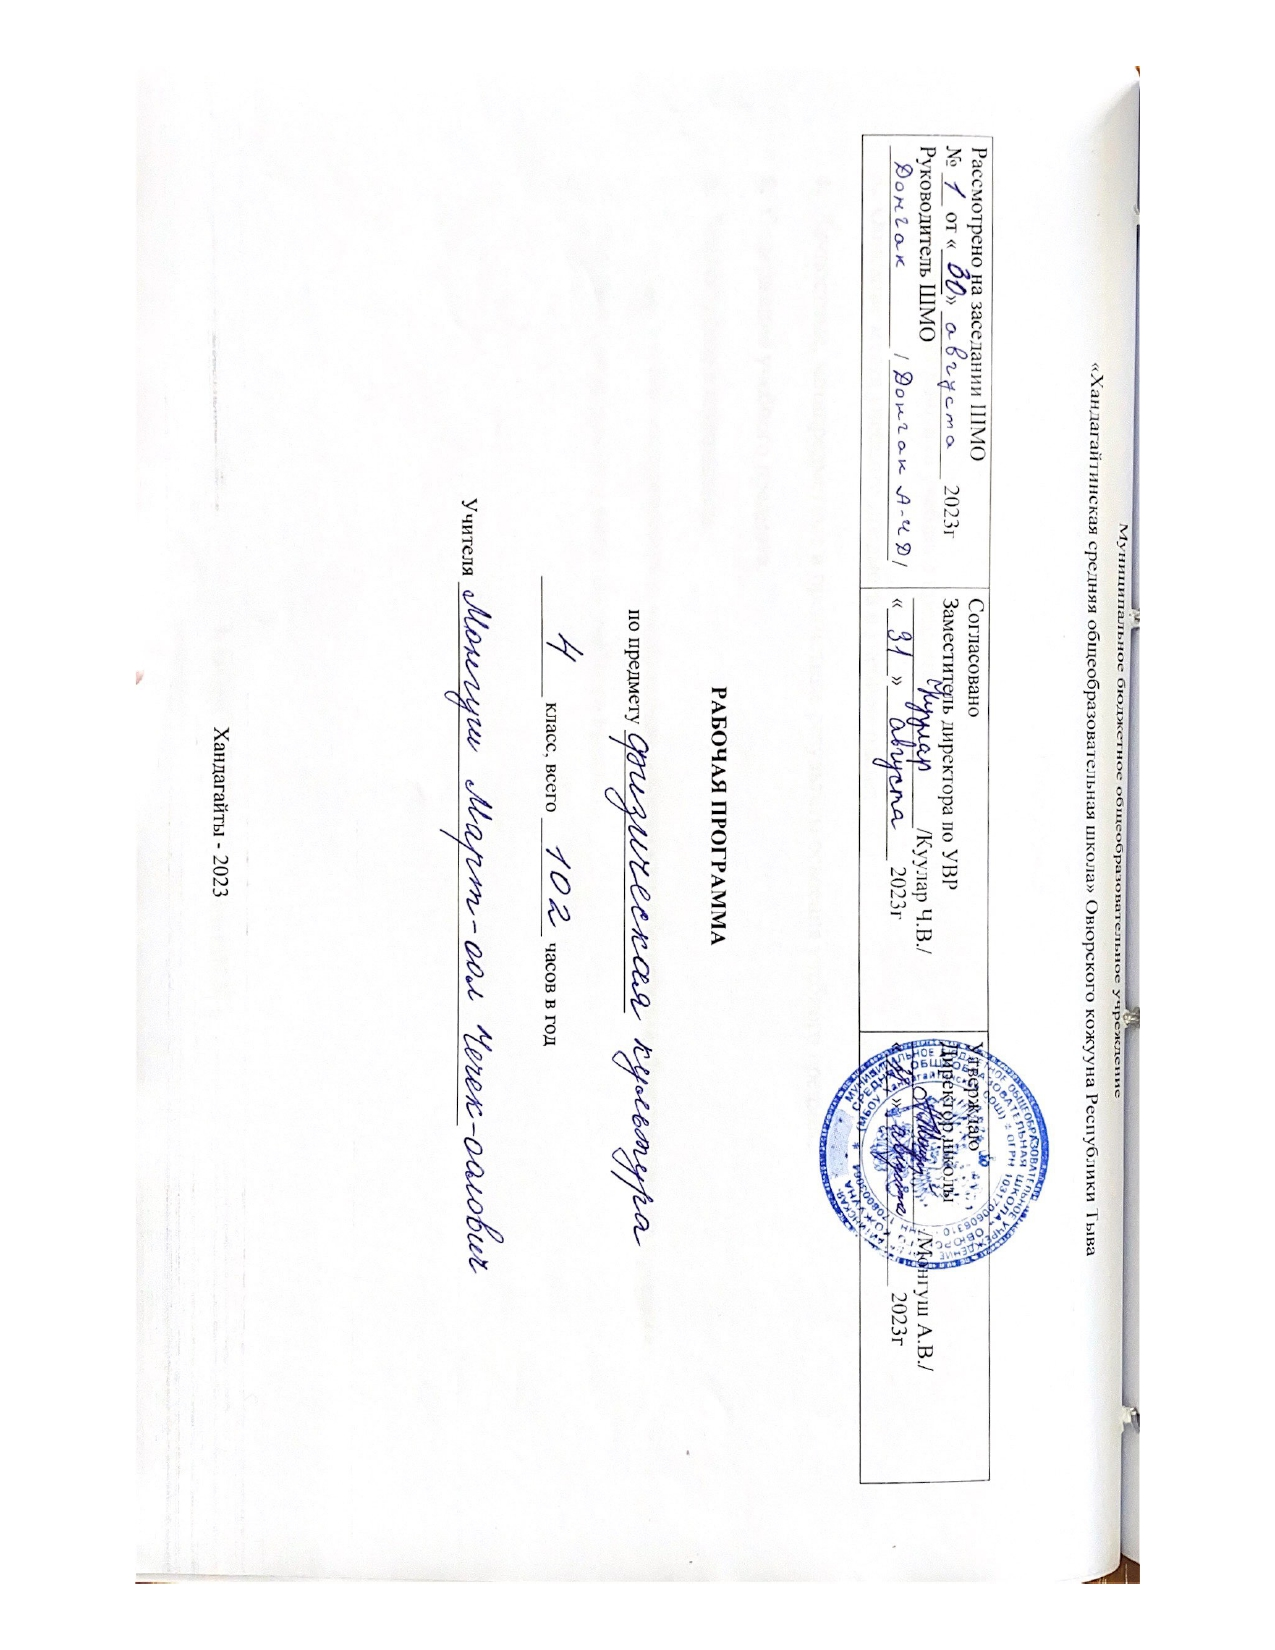 Муниципальное бюджетное общеобразовательное учреждение
«Хандагайтинская средняя общеобразовательная школа» Овюрского кожууна Республики Тыва
Рассмотрено на заседании ШМО
№ 1 от « 30 » августа 2023г
Руководитель ШМО
Донгак / Донгак А-Ч Д/
Согласовано
Заместитель директора по УВР
Куулар /Куулар Ч.В./
« 31 » августа 2023г
Утверждаю
Директор школы
/Монгуш А.В./
« » августа 2023г
РАБОЧАЯ ПРОГРАММА
по предмету физическая культура
4 класс, всего 102 часов в год
Учителя Монгуш Март-оол Чечек-оолович
Хандагайты - 2023